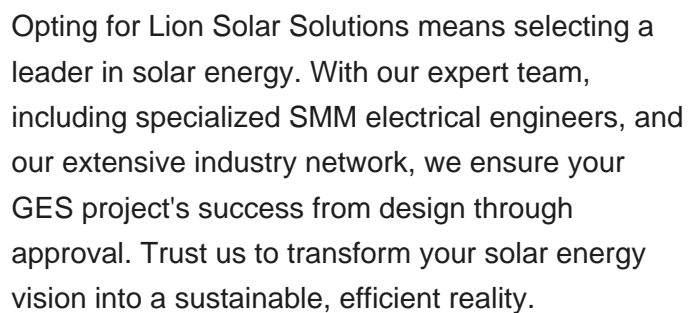 Opting for Lion Solar Solutions means selecting a
leader in solar energy. With our expert team,
including specialized SMM electrical engineers, and
our extensive industry network, we ensure your
GES project's success from design through
approval. Trust us to transform your solar energy
vision into a sustainable, efficient reality.